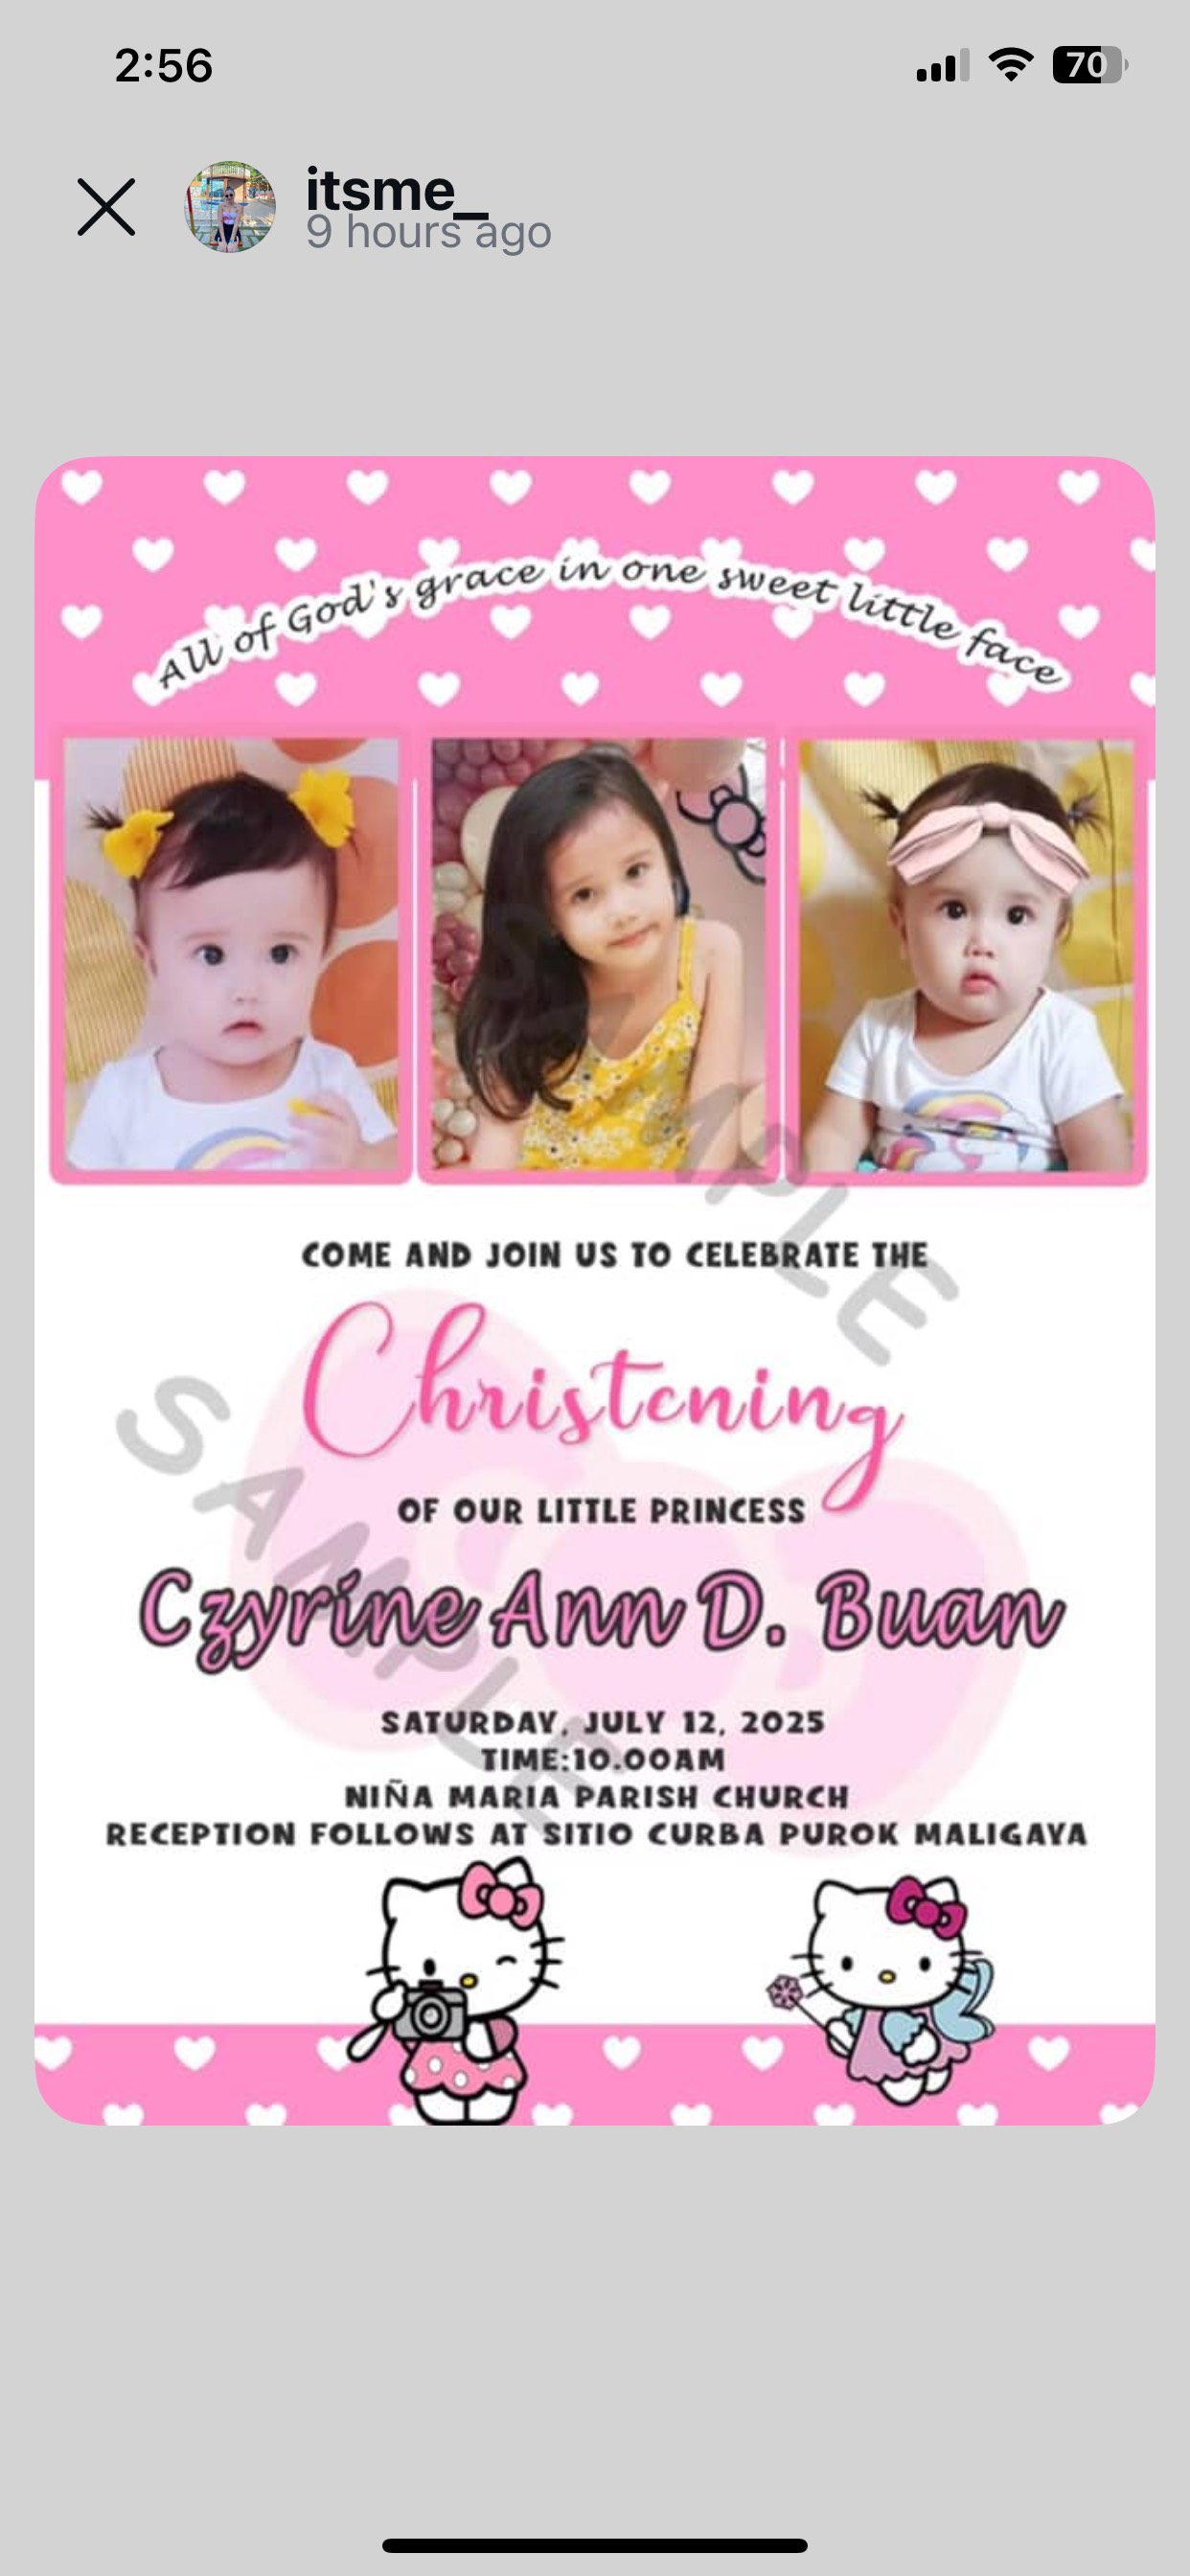 2:56
70
itsme_
9 hours ago
All of God's grace in one sweet little face
COME AND JOIN US TO CELEBRATE THE
Christening
OF OUR LITTLE PRINCESS
Czyrine Ann D. Buan
SATURDAY, JULY 12, 2025
TIME:10.00AM
NIÑA MARIA PARISH CHURCH
RECEPTION FOLLOWS AT SITIO CURBA PUROK MALIGAYA
SAMPLE
SAMPLE